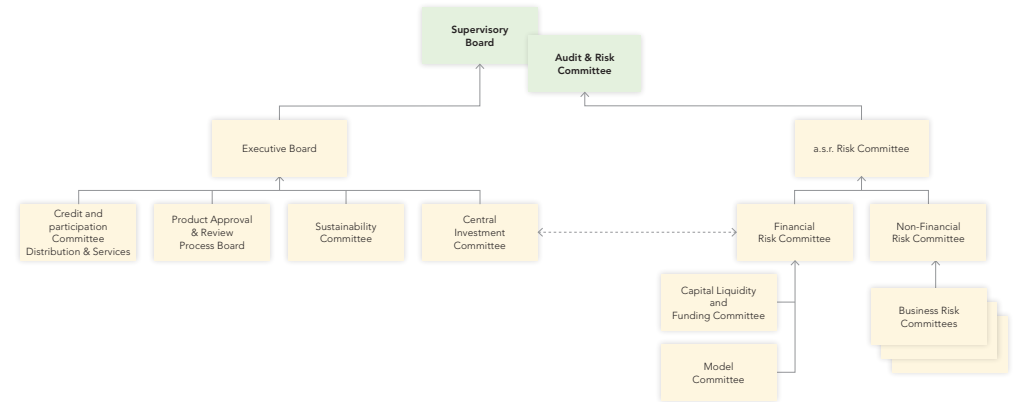 Supervisory
Board
Audit & Risk
Committee
Executive Board
a.s.r. Risk Committee
Credit and
participation
Committee
Distribution & Services
Product Approval
& Review
Process Board
Sustainability
Committee
Central
Investment
Committee
Financial
Risk Committee
Non-Financial
Risk Committee
Capital Liquidity
and
Funding Committee
Business Risk
Committees
Model
Committee